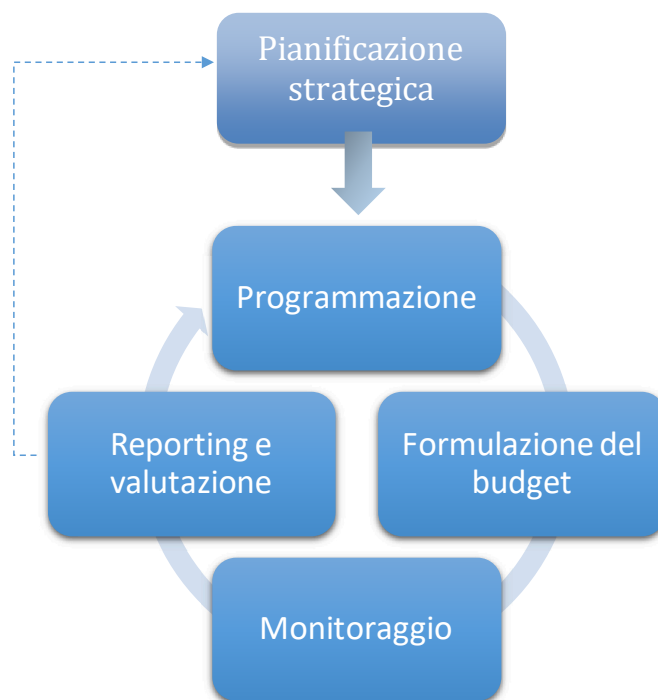 Pianificazione
strategica
Programmazione
Reporting e
valutazione
Formulazione del
budget
Monitoraggio